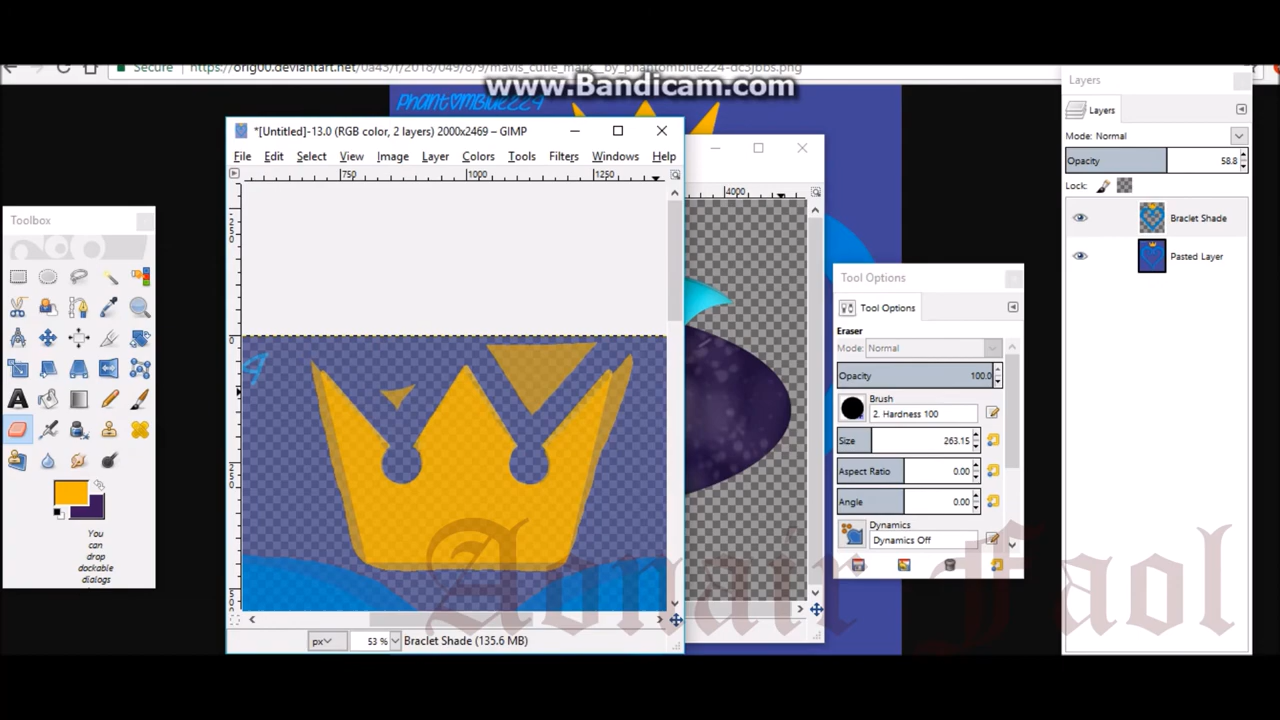 Secure
https://orig00.deviantart.net/0a43/f/2018/049/8/9/mavis_cutie_mark__by_phantomblue224-dc3jbbs.png
www.Bandicam.com
PhantomBlue224
*[Untitled]-13.0 (RGB color, 2 layers) 2000x2469 – GIMP
File Edit Select View Image Layer Colors Tools Filters Windows Help
750 1000 1250
4000
Toolbox
You
can
drop
dockable
dialogs
px 53 % Braclet Shade (135.6 MB)
Tool Options
Tool Options
Eraser
Mode: Normal
Opacity 100.0
Brush
2. Hardness 100
Size 263.15
Aspect Ratio 0.00
Angle 0.00
Dynamics
Dynamics Off
Layers
Layers
Mode: Normal
Opacity 58.8
Lock:
Braclet Shade
Pasted Layer
Aonair Faol